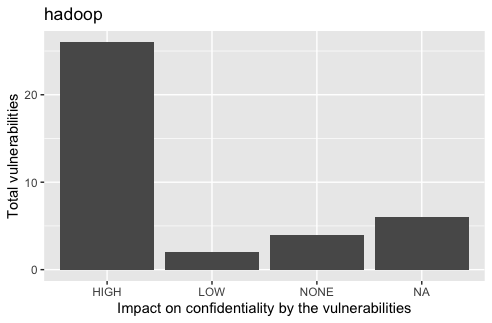 hadoop
Total vulnerabilities
20
10
0
HIGH LOW NONE NA
Impact on confidentiality by the vulnerabilities